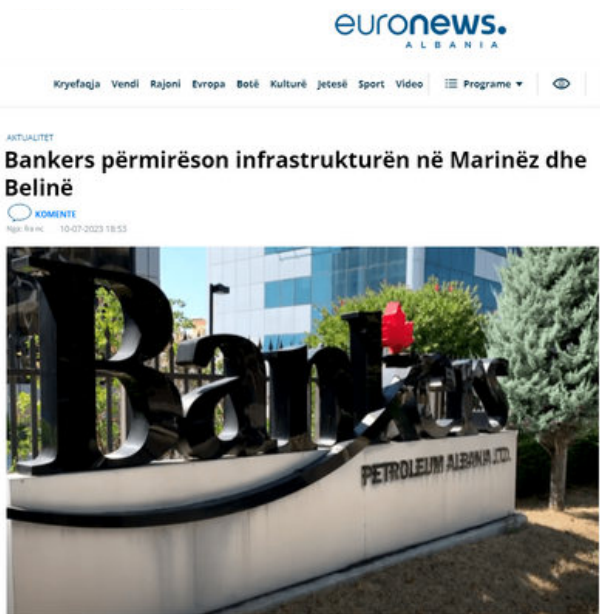 euronews.
ALBANIA
Kryefaqja Vendi Rajoni Evropa Botë Kulturë Jetesë Sport Video Programe
AKTUALITET
Bankers përmirëson infrastrukturën në Marinëz dhe
Belinë
KOMENTE
10-07-2023 18:53
Bankers
PETROLEUM ALBANIA LTD.